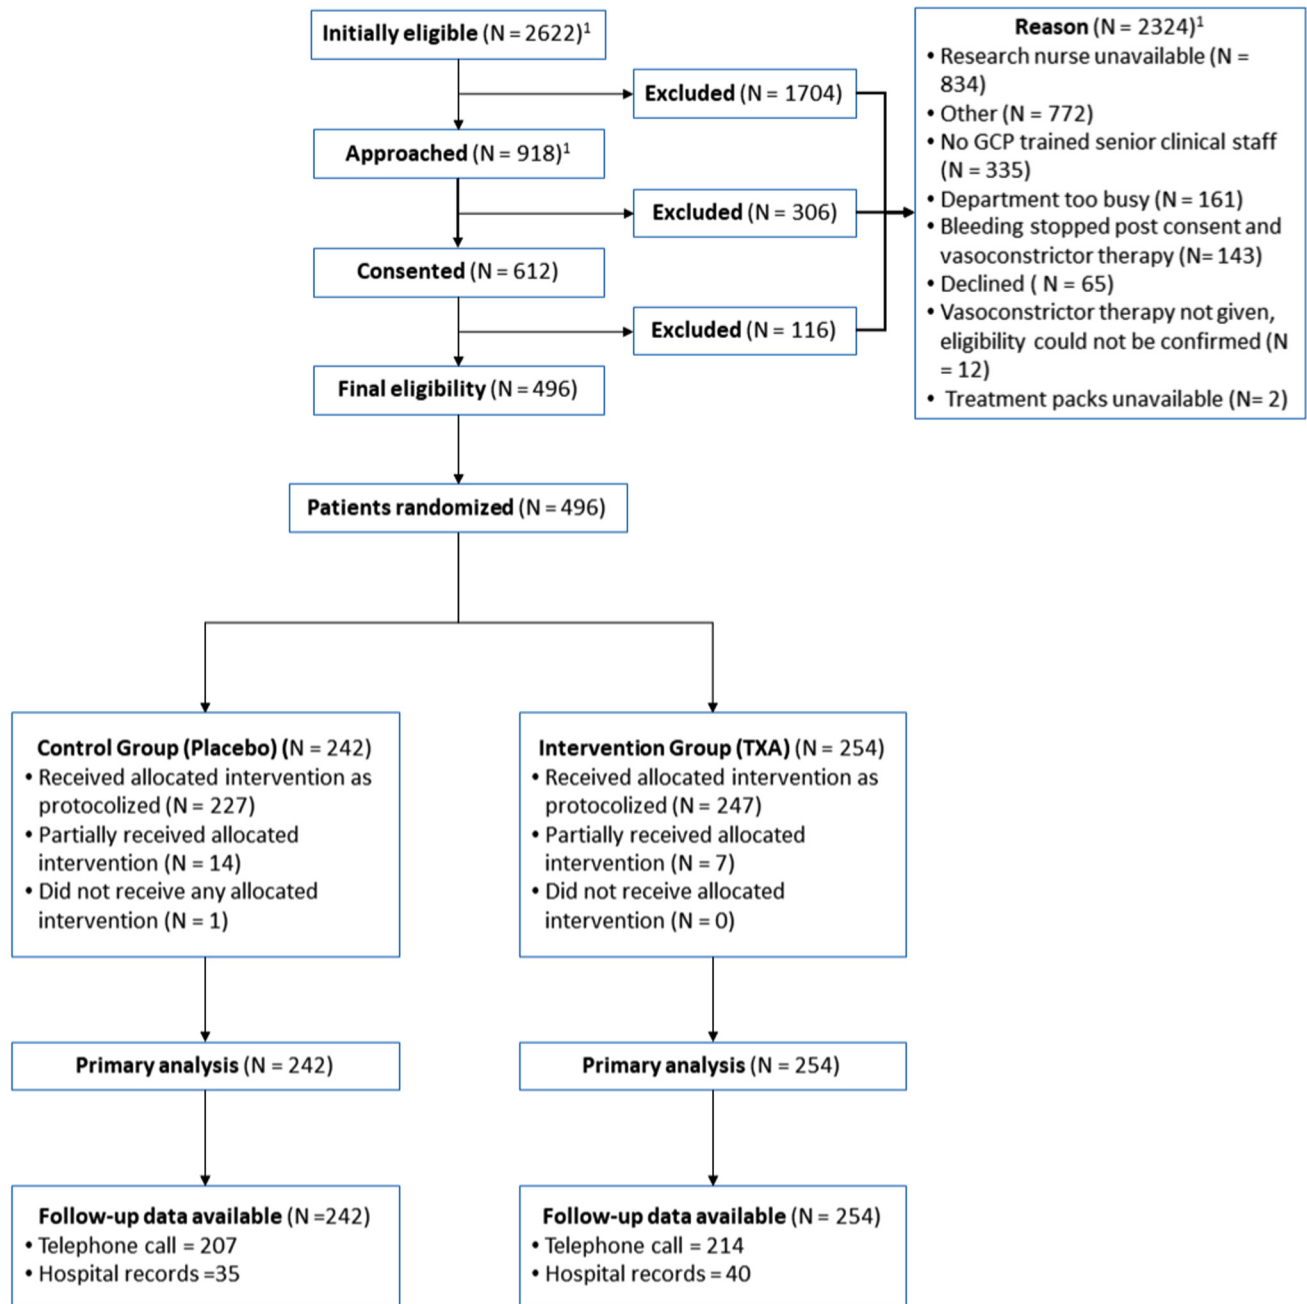 Initially eligible (N = 2622)¹
Excluded (N = 1704)
Approached (N = 918)¹
Excluded (N = 306)
Consented (N = 612)
Excluded (N = 116)
Final eligibility (N = 496)
Patients randomized (N = 496)
Reason (N = 2324)¹
• Research nurse unavailable (N =
834)
• Other (N = 772)
• No GCP trained senior clinical staff
(N = 335)
• Department too busy (N = 161)
• Bleeding stopped post consent and
vasoconstrictor therapy (N= 143)
• Declined ( N = 65)
• Vasoconstrictor therapy not given,
eligibility could not be confirmed (N
= 12)
• Treatment packs unavailable (N= 2)
Control Group (Placebo) (N = 242)
• Received allocated intervention as
protocolized (N = 227)
• Partially received allocated
intervention (N = 14)
• Did not receive any allocated
intervention (N = 1)
Intervention Group (TXA) (N = 254)
• Received allocated intervention as
protocolized (N = 247)
• Partially received allocated
intervention (N = 7)
• Did not receive allocated
intervention (N = 0)
Primary analysis (N = 242)
Primary analysis (N = 254)
Follow-up data available (N =242)
• Telephone call = 207
• Hospital records =35
Follow-up data available (N = 254)
• Telephone call = 214
• Hospital records = 40